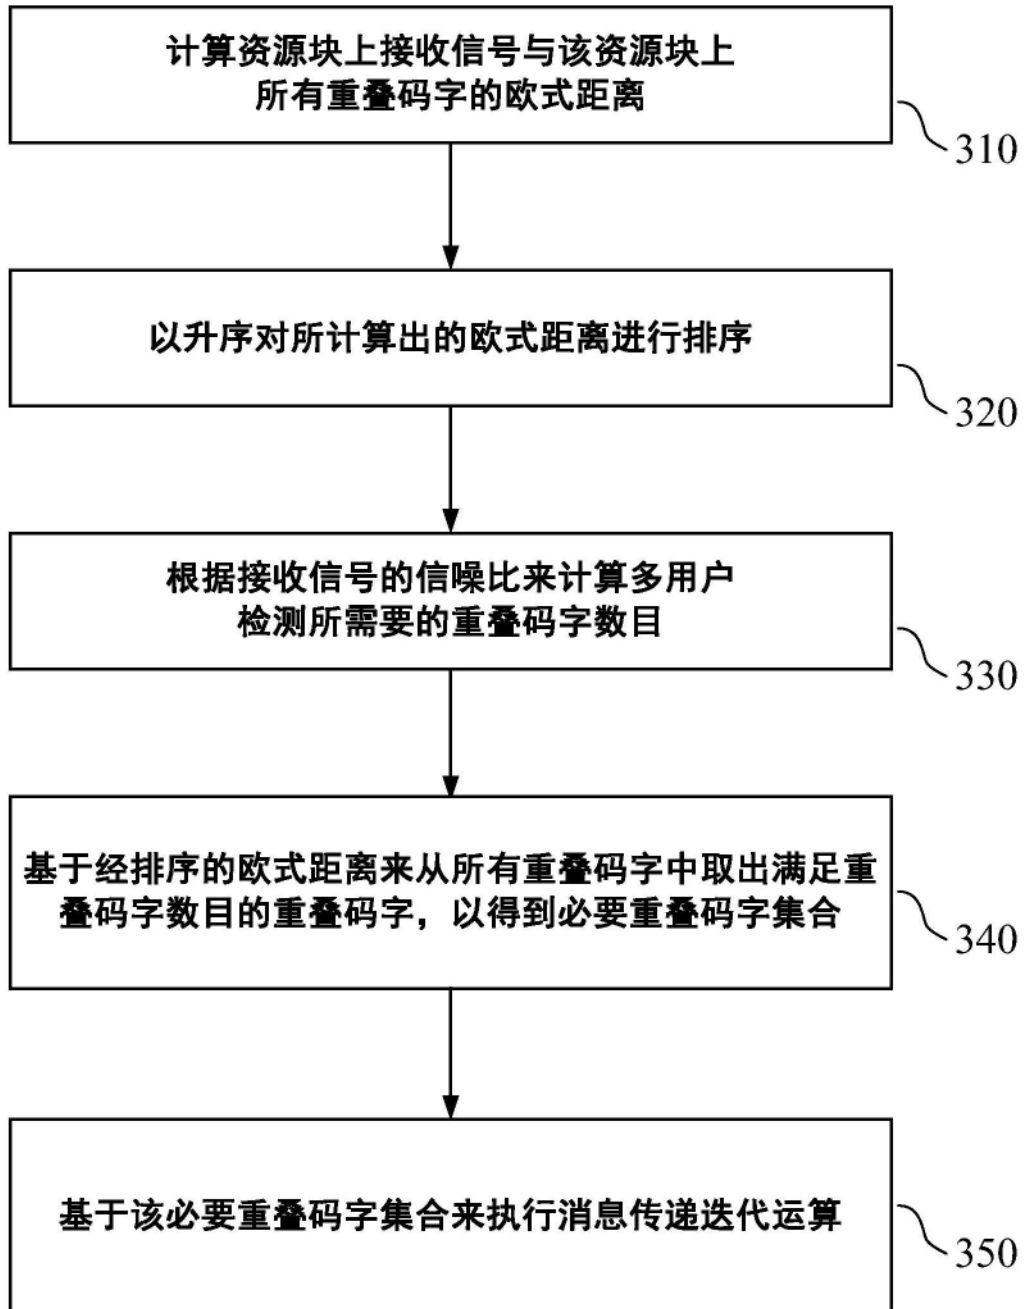 计算资源块上接收信号与该资源块上
所有重叠码字的欧式距离
310
以升序对所计算出的欧式距离进行排序
320
根据接收信号的信噪比来计算多用户
检测所需要的重叠码字数目
330
基于经排序的欧式距离来从所有重叠码字中取出满足重
叠码字数目的重叠码字，以得到必要重叠码字集合
340
基于该必要重叠码字集合来执行消息传递迭代运算
350